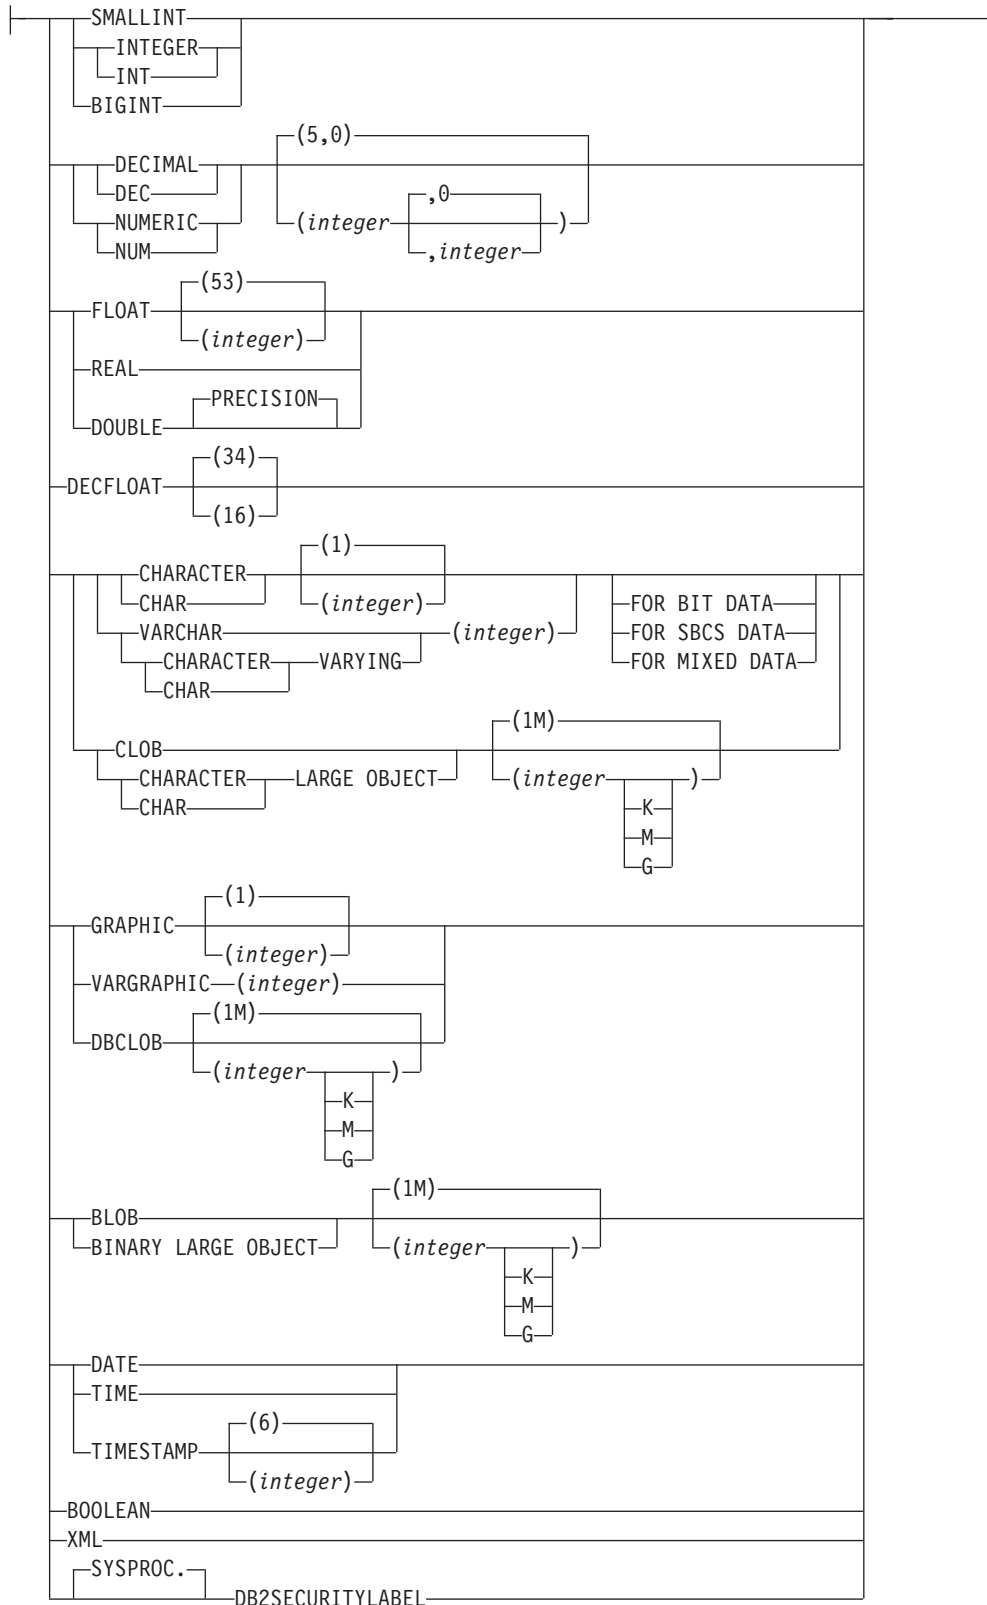 SMALLINT
INTEGER
INT
BIGINT
(5,0)
DECIMAL
DEC
,0
NUMERIC
(integer )
NUM
,integer
(53)
FLOAT
(integer)
REAL
PRECISION
DOUBLE
(34)
DECFLOAT
(16)
(1)
CHARACTER
CHAR (integer) FOR BIT DATA
VARCHAR (integer) FOR SBCS DATA
CHARACTER VARYING FOR MIXED DATA
CHAR
(1M)
CLOB
CHARACTER LARGE OBJECT (integer )
CHAR K
M
G
(1)
GRAPHIC
(integer)
VARGRAPHIC (integer)
(1M)
DBCLOB
(integer )
K
M
G
(1M)
BLOB
BINARY LARGE OBJECT (integer )
K
M
G
DATE
TIME
(6)
TIMESTAMP
(integer)
BOOLEAN
XML
SYSPROC.
DB2SECURITYLABEL